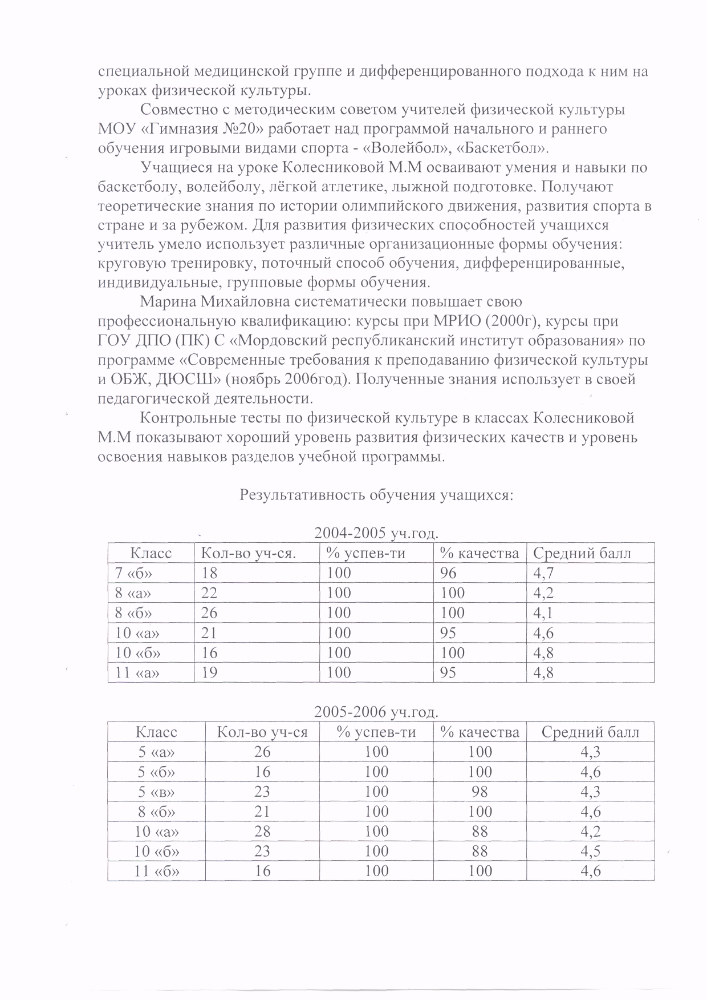 специальной медицинской группе и дифференцированного подхода к ним на
уроках физической культуры.
Совместно с методическим советом учителей физической культуры
МОУ «Гимназия №20» работает над программой начального и раннего
обучения игровыми видами спорта - «Волейбол», «Баскетбол».
Учащиеся на уроке Колесниковой М.М осваивают умения и навыки по
баскетболу, волейболу, лёгкой атлетике, лыжной подготовке. Получают
теоретические знания по истории олимпийского движения, развития спорта в
стране и за рубежом. Для развития физических способностей учащихся
учитель умело использует различные организационные формы обучения:
круговую тренировку, поточный способ обучения, дифференцированные,
индивидуальные, групповые формы обучения.
Марина Михайловна систематически повышает свою
профессиональную квалификацию: курсы при МРИО (2000г), курсы при
ГОУ ДПО (ПК) С «Мордовский республиканский институт образования» по
программе «Современные требования к преподаванию физической культуры
и ОБЖ, ДЮСШ» (ноябрь 2006год). Полученные знания использует в своей
педагогической деятельности.
Контрольные тесты по физической культуре в классах Колесниковой
М.М показывают хороший уровень развития физических качеств и уровень
освоения навыков разделов учебной программы.
Результативность обучения учащихся:
2004-2005 уч.год.
Класс Кол-во уч-ся. % успев-ти % качества Средний балл
7 «б» 18 100 96 4,7
8 «а» 22 100 100 4,2
8 «б» 26 100 100 4,1
10 «а» 21 100 95 4,6
10 «б» 16 100 100 4,8
11 «а» 19 100 95 4,8
2005-2006 уч.год.
Класс Кол-во уч-ся % успев-ти % качества Средний балл
5 «а» 26 100 100 4,3
5 «б» 16 100 100 4,6
5 «в» 23 100 98 4,3
8 «б» 21 100 100 4,6
10 «а» 28 100 88 4,2
10 «б» 23 100 88 4,5
11 «б» 16 100 100 4,6